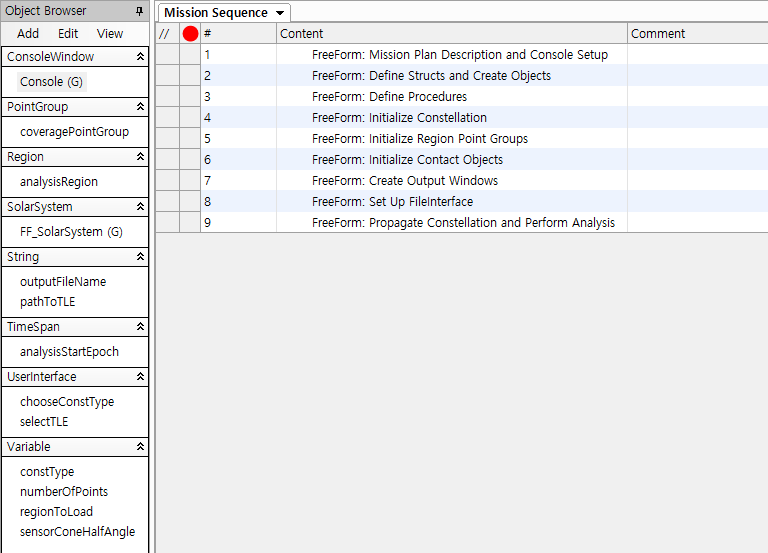 Object Browser
Add Edit View
ConsoleWindow
Console (G)
PointGroup
coveragePointGroup
Region
analysisRegion
SolarSystem
FF_SolarSystem (G)
String
outputFileName
pathToTLE
TimeSpan
analysisStartEpoch
UserInterface
chooseConstType
selectTLE
Variable
constType
numberOfPoints
regionToLoad
sensorConeHalfAngle
Mission Sequence
// # Content Comment
1 FreeForm: Mission Plan Description and Console Setup
2 FreeForm: Define Structs and Create Objects
3 FreeForm: Define Procedures
4 FreeForm: Initialize Constellation
5 FreeForm: Initialize Region Point Groups
6 FreeForm: Initialize Contact Objects
7 FreeForm: Create Output Windows
8 FreeForm: Set Up FileInterface
9 FreeForm: Propagate Constellation and Perform Analysis